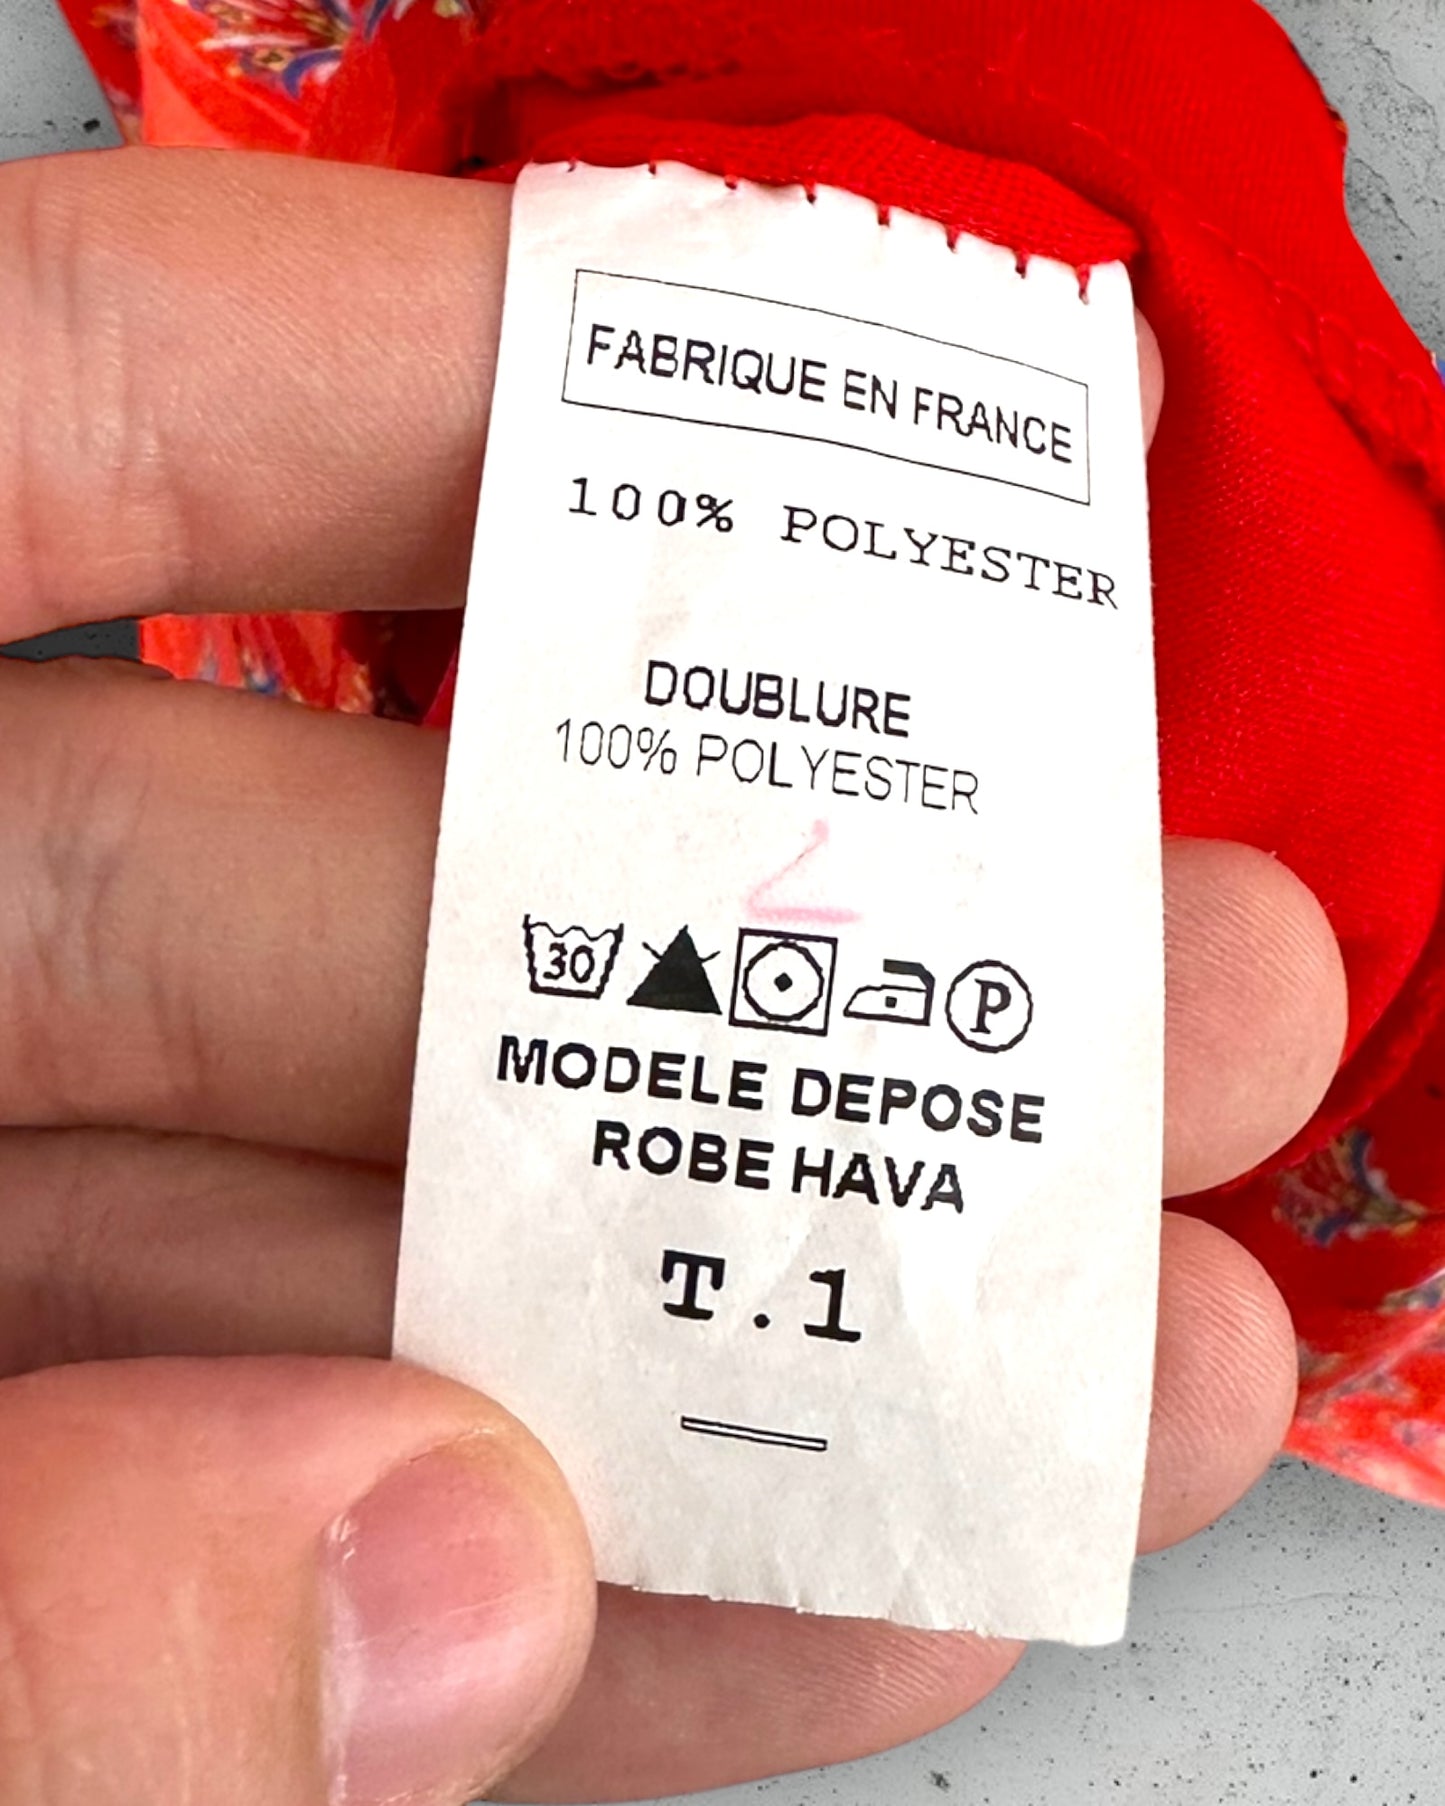 FABRIQUE EN FRANCE
100% POLYESTER
DOUBLURE
100% POLYESTER
30 P
MODELE DEPOSE
ROBE HAVA
T.1